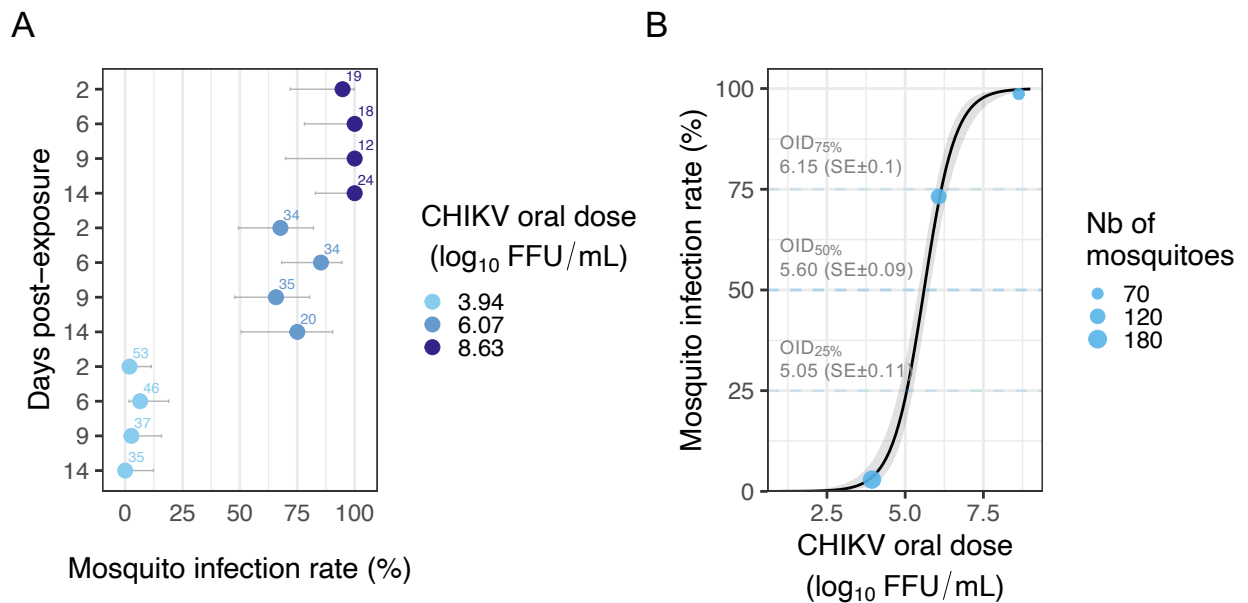 A
Days post−exposure
2
19
6
18
9
12
14
24
2
34
6
34
9
35
14
20
2
53
6
46
9
37
14
35
0 25 50 75 100
Mosquito infection rate (%)
CHIKV oral dose
(log10 FFU/mL)
3.94
6.07
8.63
B
Mosquito infection rate (%)
100
75
50
25
0
OID75%
6.15 (SE±0.1)
OID50%
5.60 (SE±0.09)
OID25%
5.05 (SE±0.11)
2.5 5.0 7.5
CHIKV oral dose
(log10 FFU/mL)
Nb of
mosquitoes
70
120
180